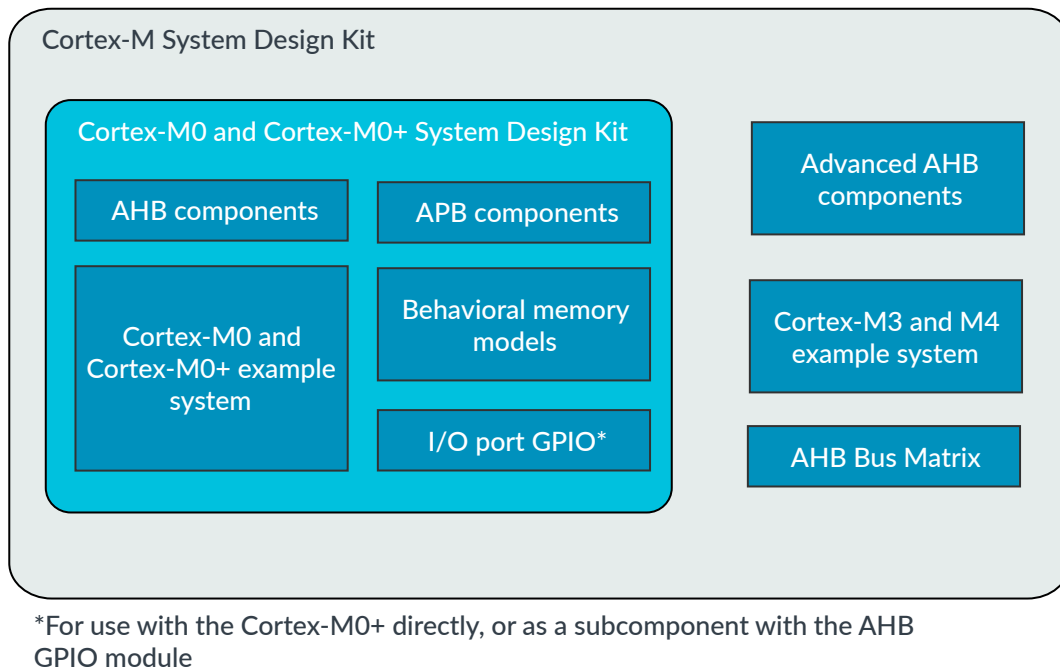 Cortex-M System Design Kit
Cortex-M0 and Cortex-M0+ System Design Kit
AHB components
APB components
Cortex-M0 and
Cortex-M0+ example
system
Behavioral memory
models
I/O port GPIO*
Advanced AHB
components
Cortex-M3 and M4
example system
AHB Bus Matrix
*For use with the Cortex-M0+ directly, or as a subcomponent with the AHB
GPIO module